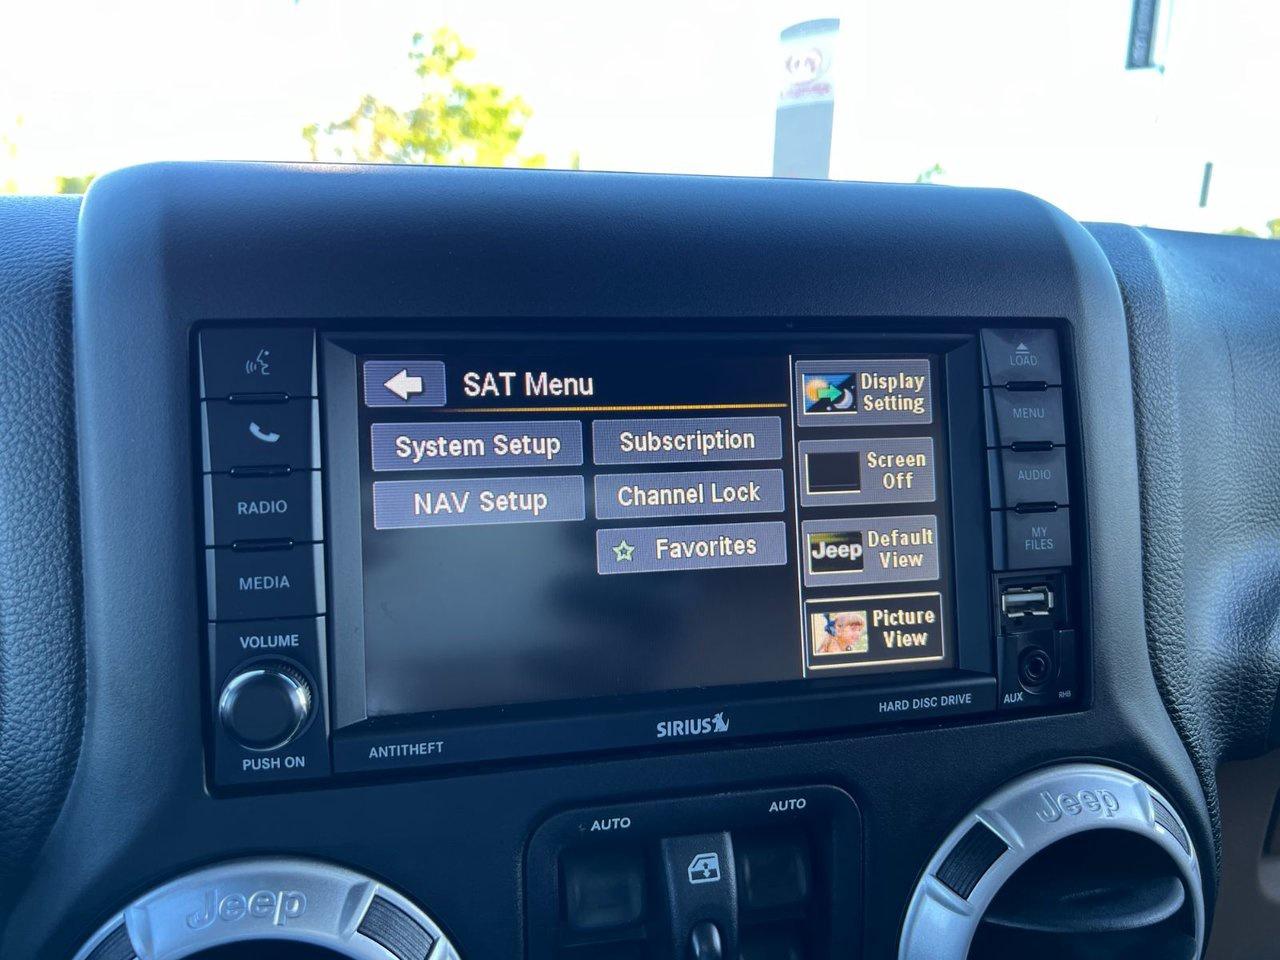 SAT Menu
System Setup
Subscription
NAV Setup
Channel Lock
Favorites
Display
Setting
Screen
Off
Jeep
Default
View
Picture
View
RADIO
MEDIA
VOLUME
PUSH ON
LOAD
MENU
AUDIO
MY
FILES
AUX
RHB
ANTITHEFT
SIRIUS
HARD DISC DRIVE
AUTO
AUTO
Jeep
Jeep